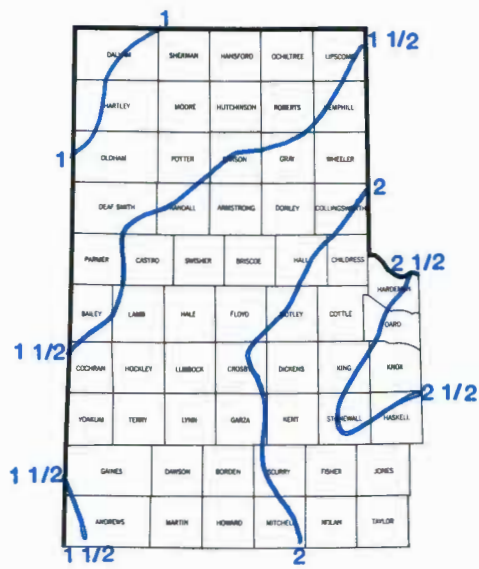 1
DALLAM SHERMAN HANSFORD OCHILTREE LIPSCOMB
1 1/2
HARTLEY MOORE HUTCHINSON ROBERTS HEMPHILL
1
OLDHAM POTTER CARSON GRAY WHEELER
2
DEAF SMITH RANDALL ARMSTRONG DONLEY COLLINGSWORTH
PARMER CASTRO SWISHER BRISCOE HALL CHILDRESS
2 1/2
HARDEMAN
BAILEY LAMB HALE FLOYD MOTLEY COTTLE
FOARD
1 1/2
COCHRAN HOCKLEY LUBBOCK CROSBY DICKENS KING KNOX
2 1/2
YOAKUM TERRY LYNN GARZA KENT STONEWALL HASKELL
1 1/2
GAINES DAWSON BORDEN SCURRY FISHER JONES
ANDREWS MARTIN HOWARD MITCHELL NOLAN TAYLOR
1 1/2
2